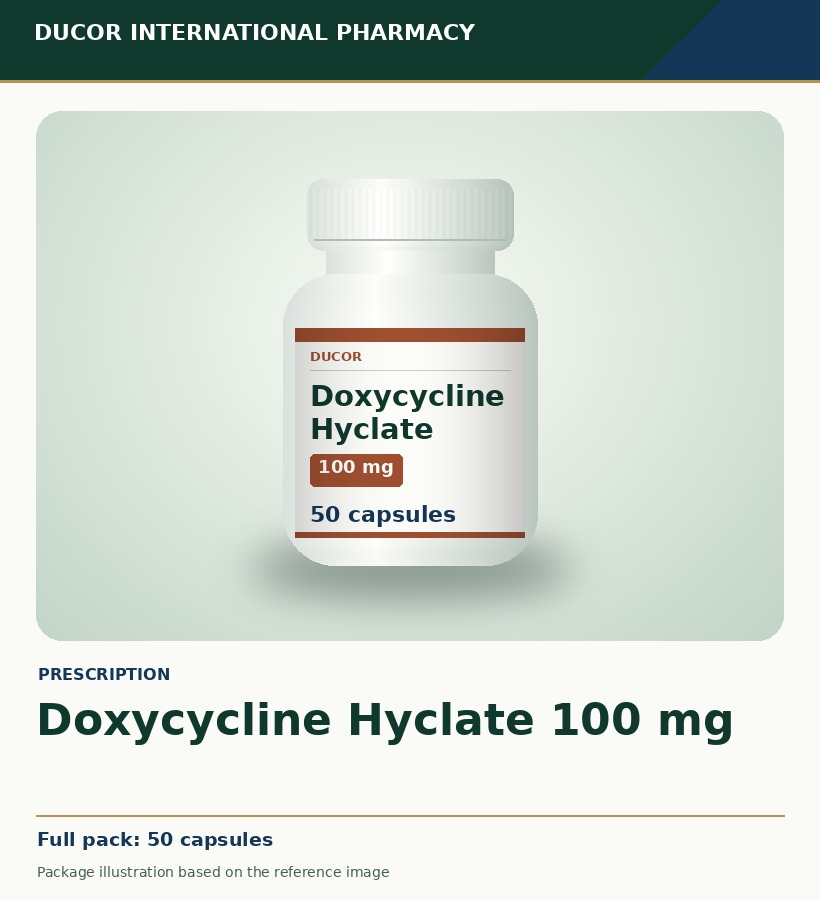 DUCOR INTERNATIONAL PHARMACY
DUCOR
Doxycycline
Hyclate
100 mg
50 capsules
PRESCRIPTION
Doxycycline Hyclate 100 mg
Full pack: 50 capsules
Package illustration based on the reference image